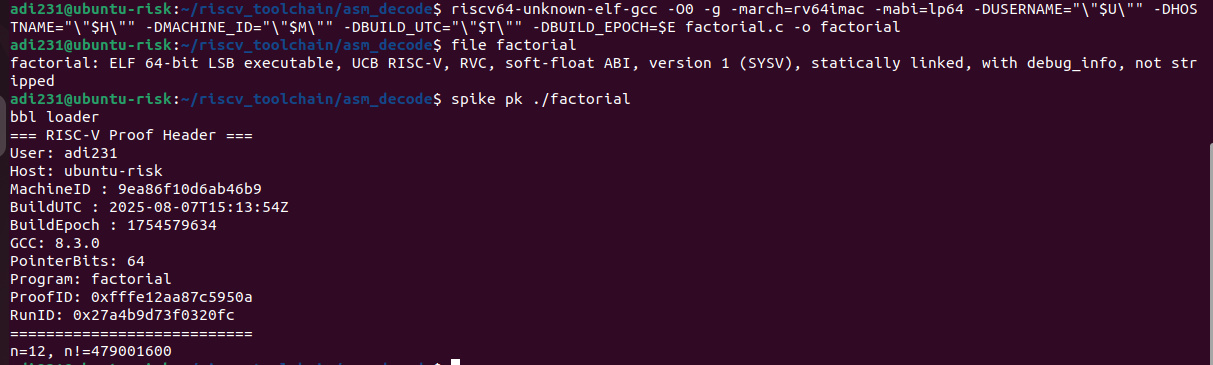 adi231@ubuntu-risk:~/riscv_toolchain/asm_decode$ riscv64-unknown-elf-gcc -O0 -g -march=rv64imac -mabi=lp64 -DUSERNAME="\"$U\"" -DHOS
TNAME="\"$H\"" -DMACHINE_ID="\"$M\"" -DBUILD_UTC="\"$T\"" -DBUILD_EPOCH=$E factorial.c -o factorial
adi231@ubuntu-risk:~/riscv_toolchain/asm_decode$ file factorial
factorial: ELF 64-bit LSB executable, UCB RISC-V, RVC, soft-float ABI, version 1 (SYSV), statically linked, with debug_info, not str
ipped
adi231@ubuntu-risk:~/riscv_toolchain/asm_decode$ spike pk ./factorial
bbl loader
=== RISC-V Proof Header ===
User: adi231
Host: ubuntu-risk
MachineID : 9ea86f10d6ab46b9
BuildUTC : 2025-08-07T15:13:54Z
BuildEpoch : 1754579634
GCC: 8.3.0
PointerBits: 64
Program: factorial
ProofID: 0xfffe12aa87c5950a
RunID: 0x27a4b9d73f0320fc
===========================
n=12, n!=479001600